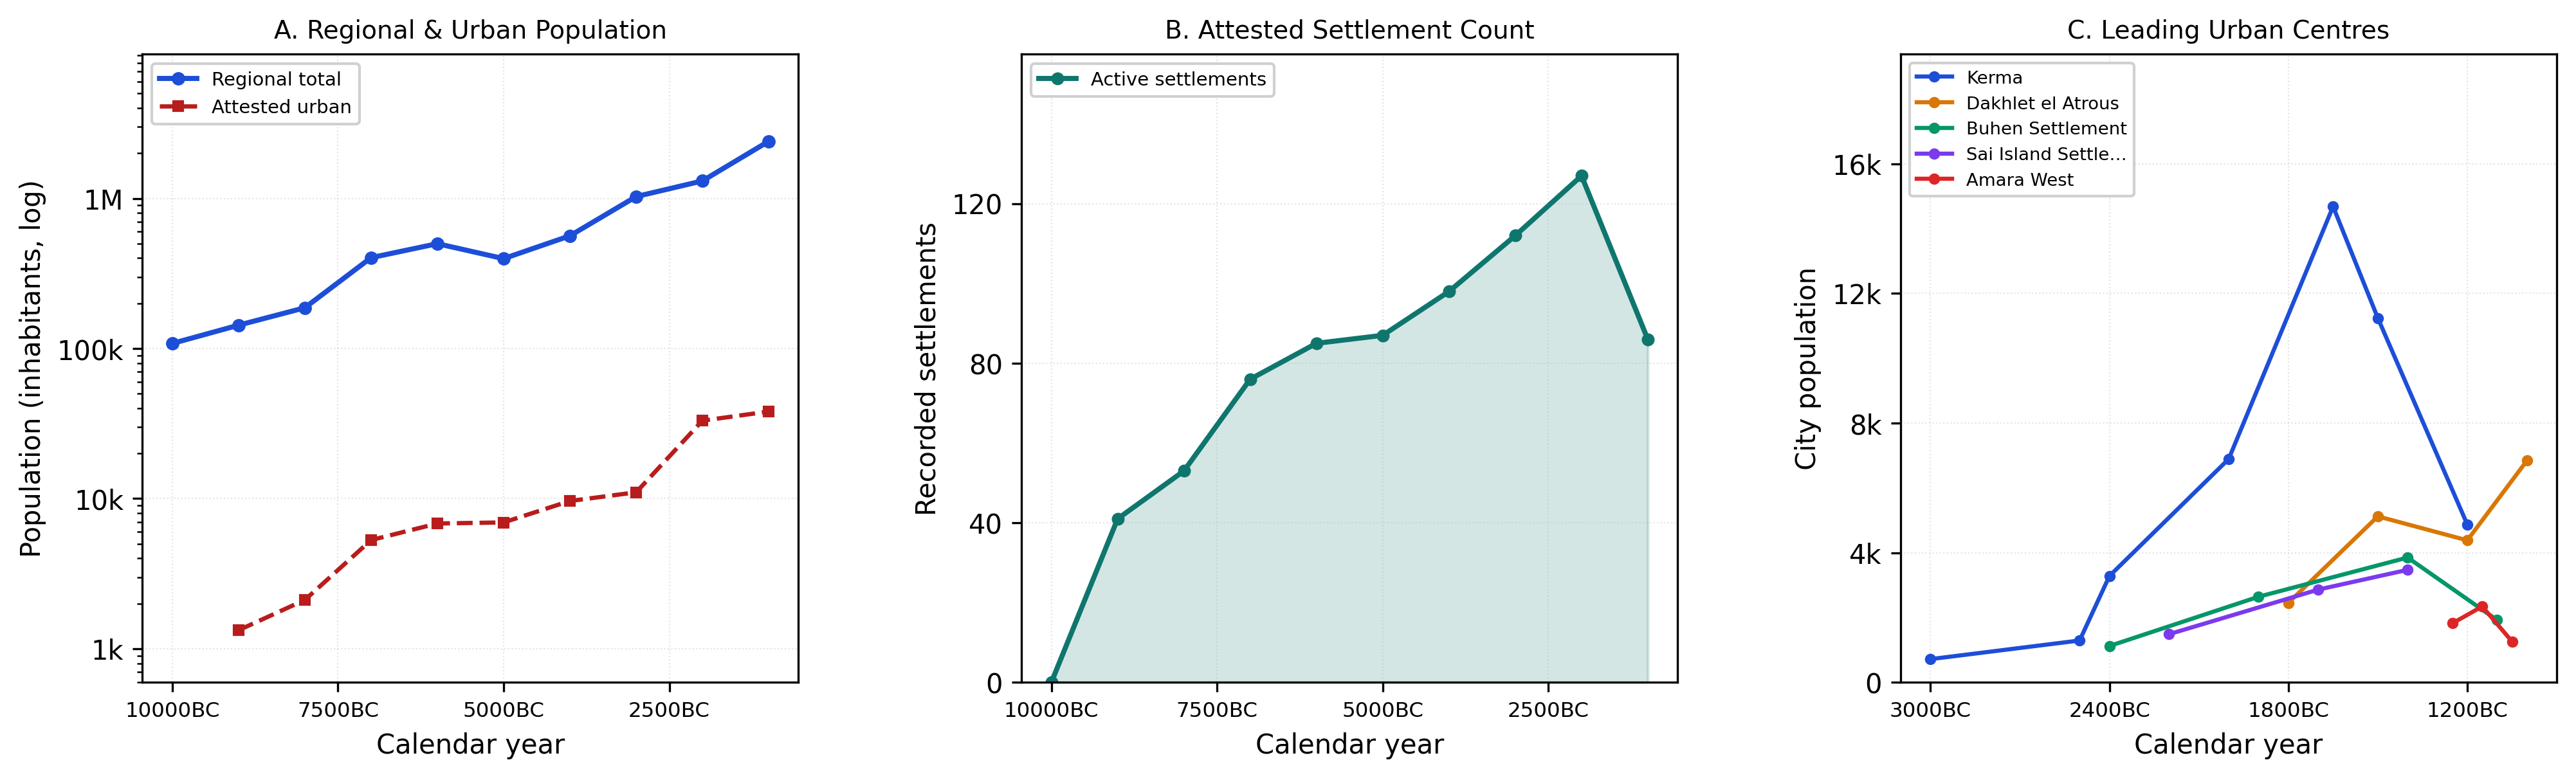 A. Regional & Urban Population
Regional total
Attested urban
Population (inhabitants, log)
1M
100k
10k
1k
10000BC
7500BC
5000BC
2500BC
Calendar year
B. Attested Settlement Count
Active settlements
Recorded settlements
120
80
40
0
10000BC
7500BC
5000BC
2500BC
Calendar year
C. Leading Urban Centres
Kerma
Dakhlet el Atrous
Buhen Settlement
Sai Island Settle…
Amara West
City population
16k
12k
8k
4k
0
3000BC
2400BC
1800BC
1200BC
Calendar year